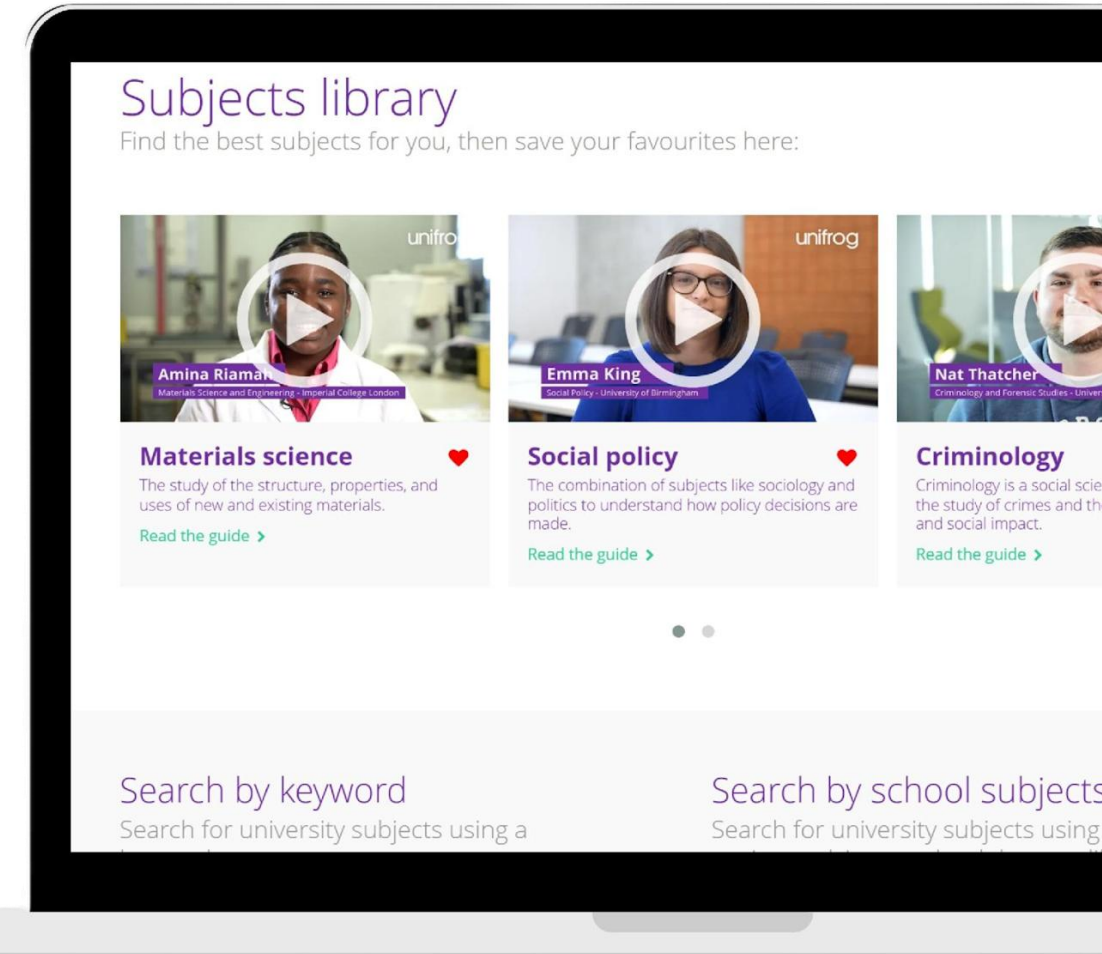 Subjects library
Find the best subjects for you, then save your favourites here:
unifro
Amina Riamah
Materials Science and Engineering - Imperial College London
Materials science
The study of the structure, properties, and
uses of new and existing materials.
Read the guide
unifrog
Emma King
Social Policy - University of Birmingham
Social policy
The combination of subjects like sociology and
politics to understand how policy decisions are
made.
Read the guide
Nat Thatcher
Criminology and Forensic Studies - Univer
Criminology
Criminology is a social scie
the study of crimes and the
and social impact.
Read the guide
Search by keyword
Search for university subjects using a
Search by school subjects
Search for university subjects using